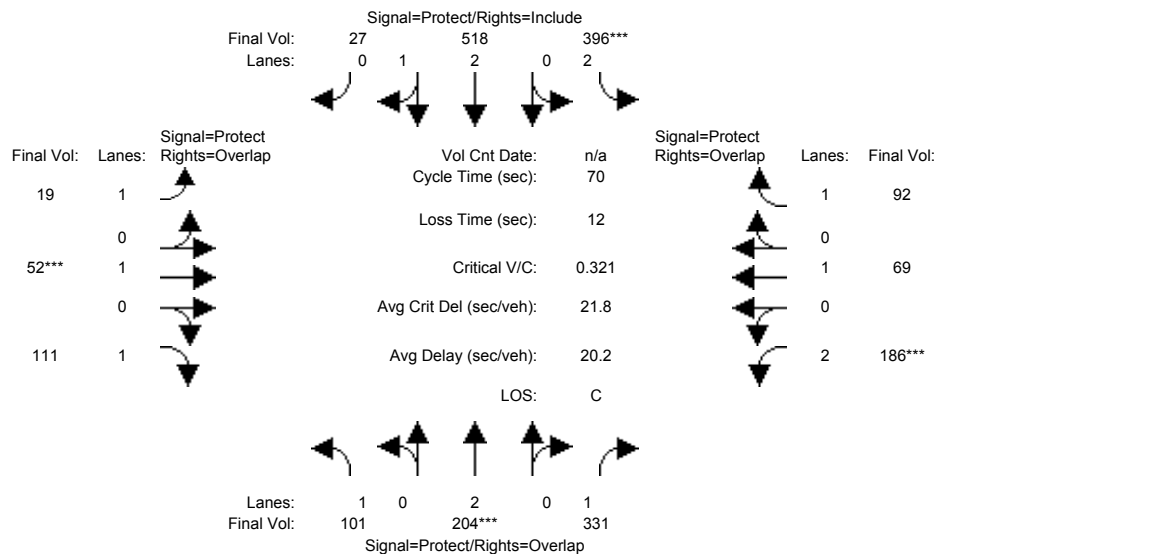 Signal=Protect/Rights=Include
Final Vol: 27 518 396***
Lanes: 0 1 2 0 2
Signal=Protect Signal=Protect
Final Vol: Lanes: Rights=Overlap Vol Cnt Date: n/a Rights=Overlap Lanes: Final Vol:
Cycle Time (sec): 70
19 1 1 92
Loss Time (sec): 12
0 0
52*** 1 Critical V/C: 0.321 1 69
0 Avg Crit Del (sec/veh): 21.8 0
111 1 Avg Delay (sec/veh): 20.2 2 186***
LOS: C
Lanes: 1 0 2 0 1
Final Vol: 101 204*** 331
Signal=Protect/Rights=Overlap